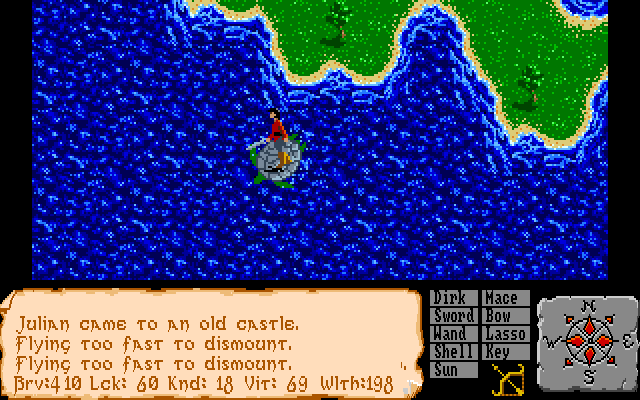 Julian came to an old castle.
Flying too fast to dismount.
Flying too fast to dismount.
Brv:410 Lck: 60 Knd: 18 Vit: 69 Wlth:198
Dirk Mace
Sword Bow
Wand Lasso
Shell Key
Sun
N
W E
S